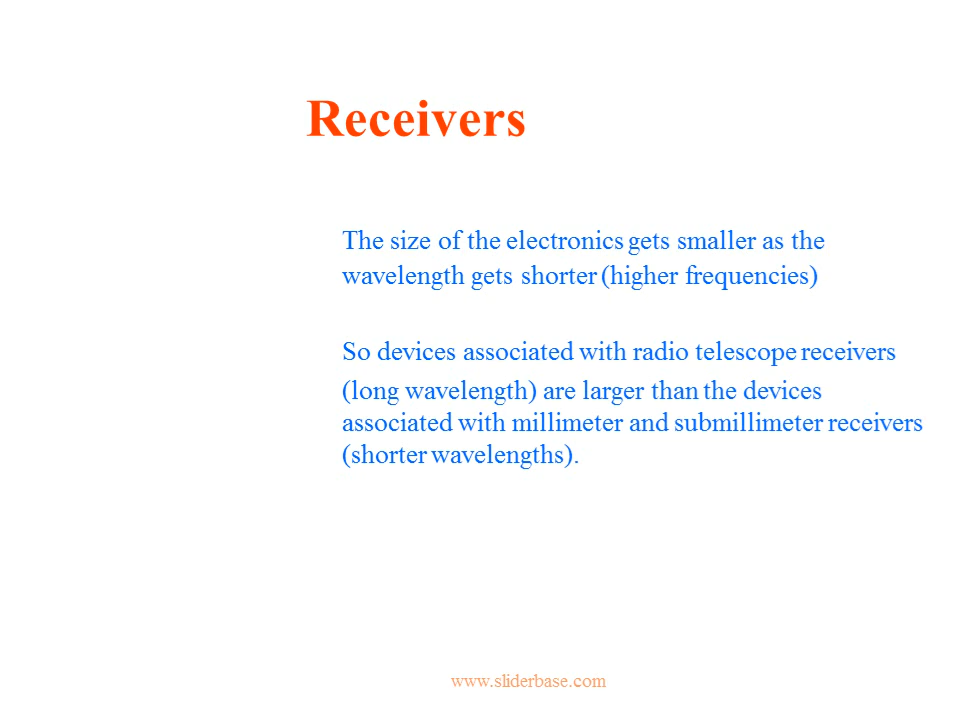 Receivers
The size of the electronics gets smaller as the
wavelength gets shorter (higher frequencies)
So devices associated with radio telescope receivers
(long wavelength) are larger than the devices
associated with millimeter and submillimeter receivers
(shorter wavelengths).
www.sliderbase.com